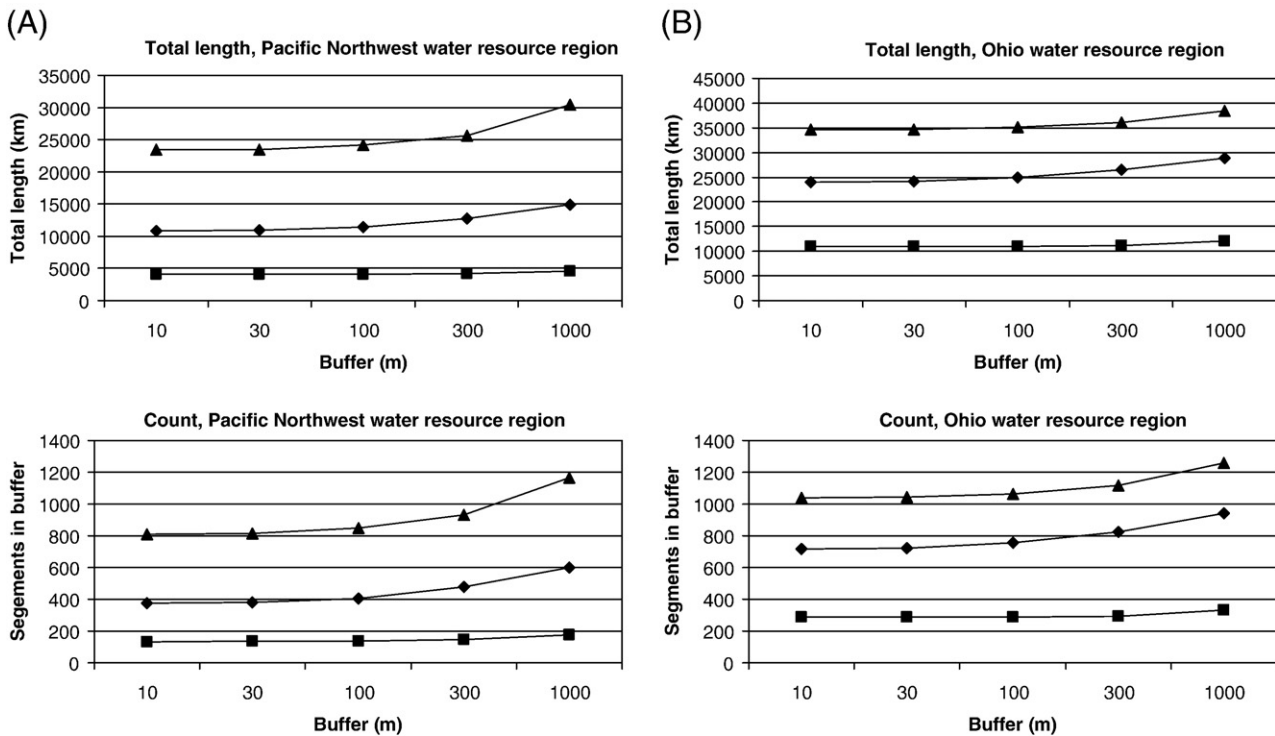 (A)
Total length, Pacific Northwest water resource region
Total length (km)
35000
30000
25000
20000
15000
10000
5000
0
10 30 100 300 1000
Buffer (m)
Count, Pacific Northwest water resource region
Segements in buffer
1400
1200
1000
800
600
400
200
0
10 30 100 300 1000
Buffer (m)
(B)
Total length, Ohio water resource region
Total length (km)
45000
40000
35000
30000
25000
20000
15000
10000
5000
0
10 30 100 300 1000
Buffer (m)
Count, Ohio water resource region
Segments in buffer
1400
1200
1000
800
600
400
200
0
10 30 100 300 1000
Buffer (m)